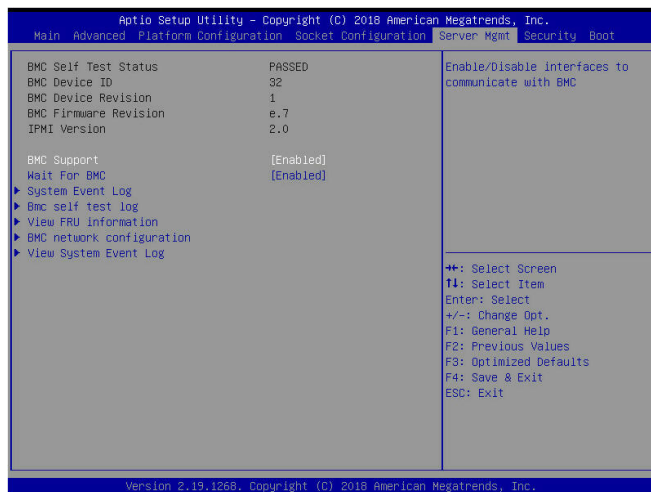 Aptio Setup Utility – Copyright (C) 2018 American Megatrends, Inc.
Main Advanced Platform Configuration Socket Configuration Server Mgmt Security Boot
BMC Self Test Status PASSED
BMC Device ID 32
BMC Device Revision 1
BMC Firmware Revision e.7
IPMI Version 2.0
BMC Support [Enabled]
Wait For BMC [Enabled]
System Event Log
Bmc self test log
View FRU information
BMC network configuration
View System Event Log
Enable/Disable interfaces to
communicate with BMC
→←: Select Screen
↑↓: Select Item
Enter: Select
+/-: Change Opt.
F1: General Help
F2: Previous Values
F3: Optimized Defaults
F4: Save & Exit
ESC: Exit
Version 2.19.1268. Copyright (C) 2018 American Megatrends, Inc.